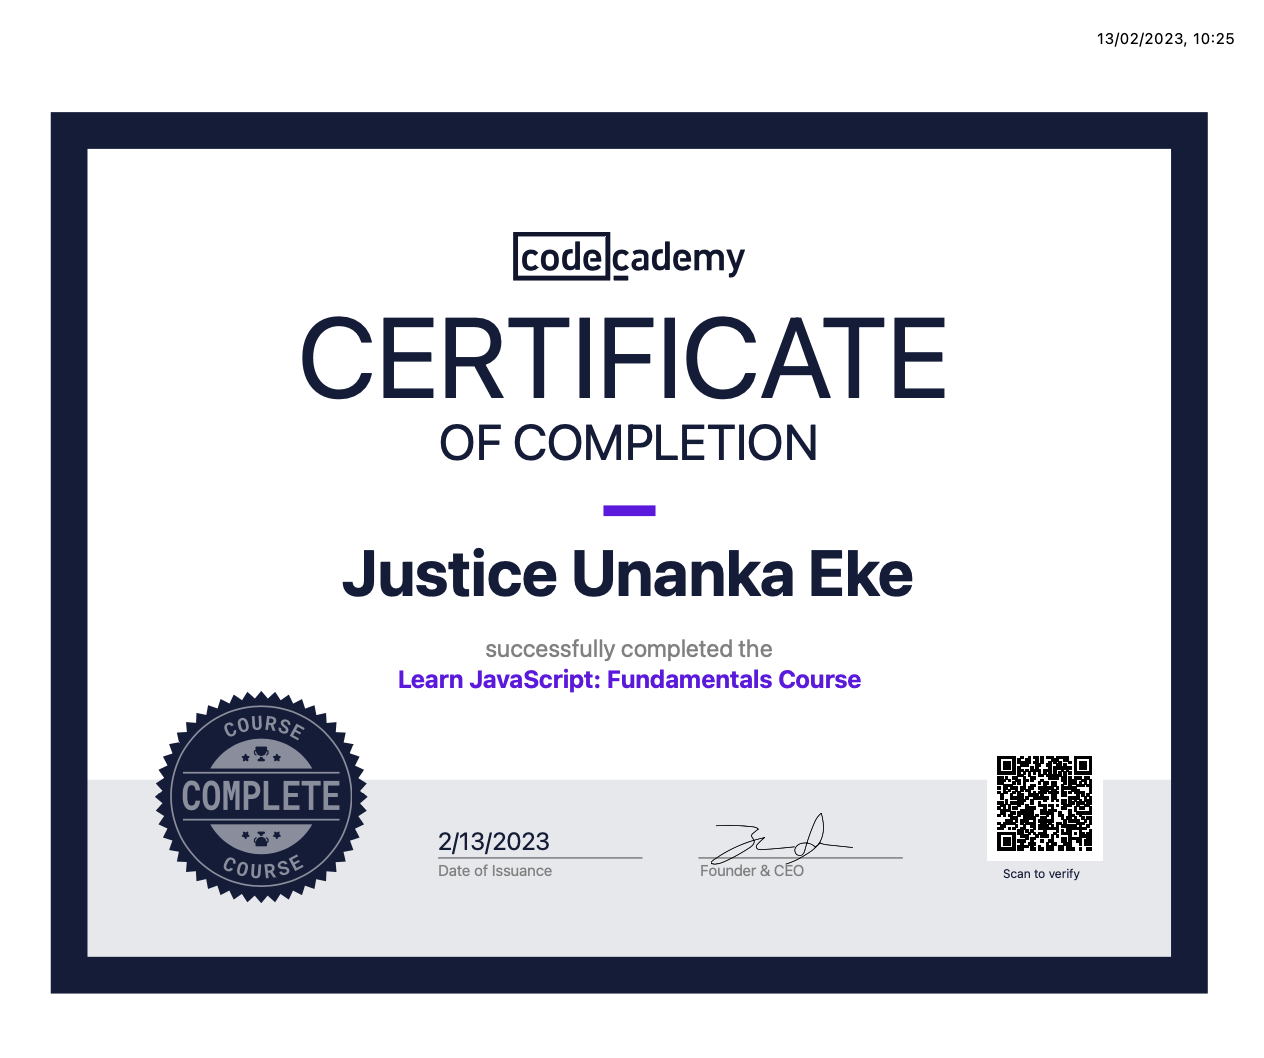 13/02/2023, 10:25
codecademy
CERTIFICATE
OF COMPLETION
Justice Unanka Eke
successfully completed the
Learn JavaScript: Fundamentals Course
COURSE
COMPLETE
COURSE
2/13/2023
Date of Issuance
Founder & CEO
Scan to verify